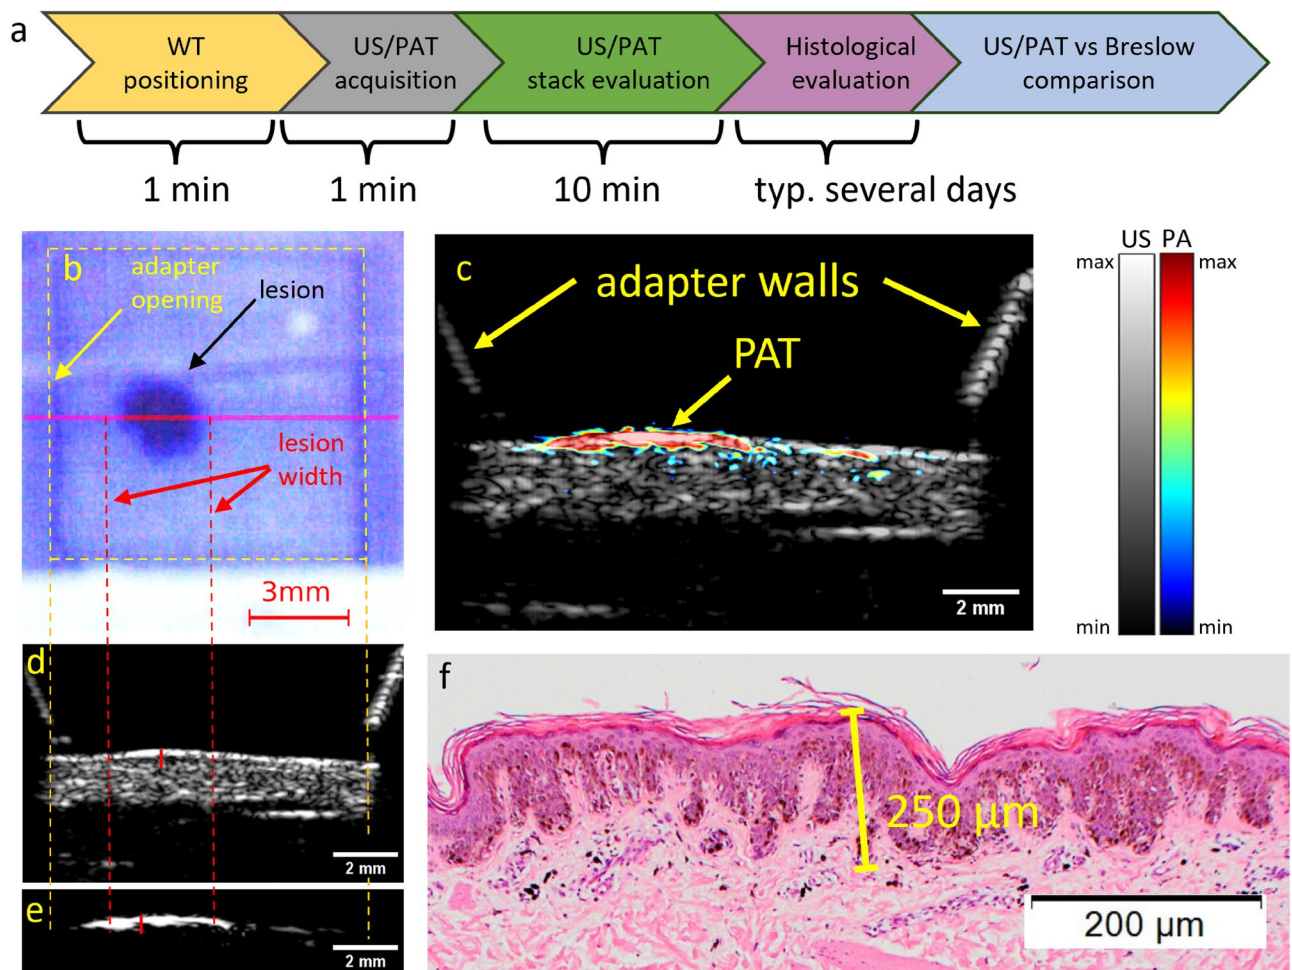 a
WT
positioning
US/PAT
acquisition
US/PAT
stack evaluation
Histological
evaluation
US/PAT vs Breslow
comparison
1 min
1 min
10 min
typ. several days
b
adapter
opening
lesion
lesion
width
3mm
c
adapter walls
PAT
2 mm
US PA
max
max
min
min
d
2 mm
e
2 mm
f
250 µm
200 µm